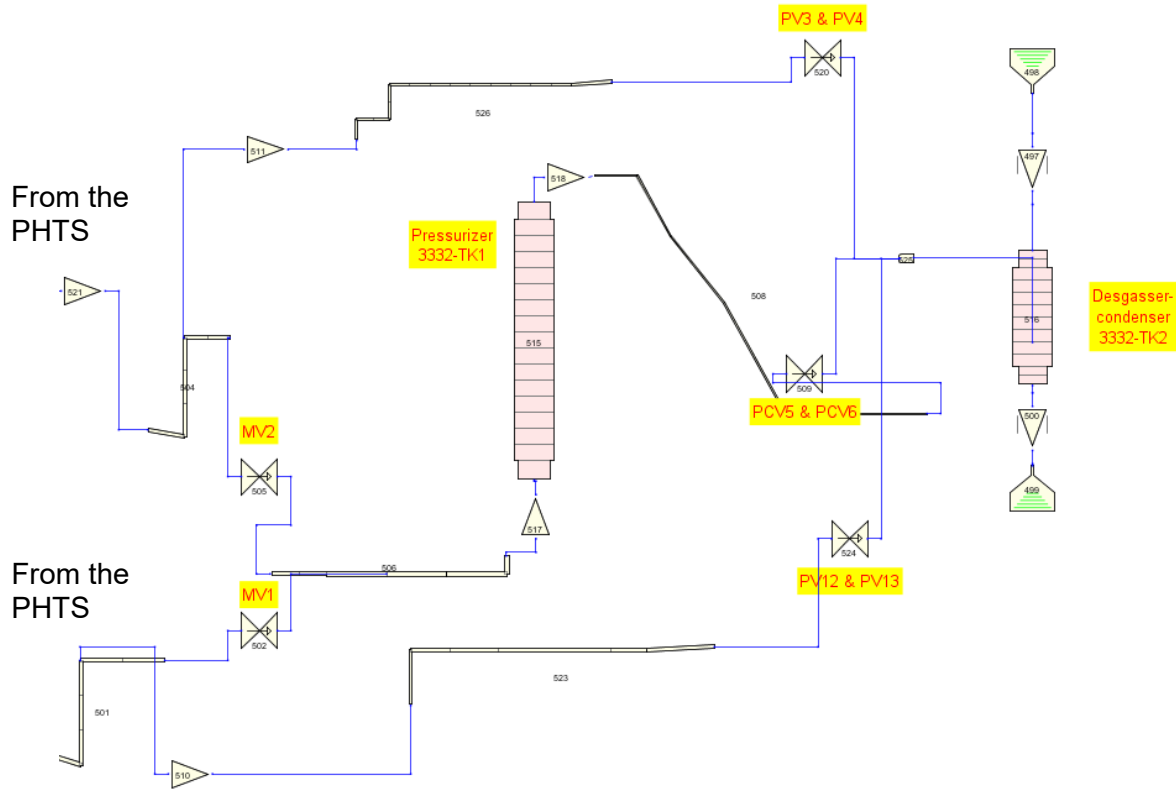 PV3 & PV4
520
498
526
511
497
From the
PHTS
518
Pressurizer
3332-TK1
521
508
Desgasser-
condenser
3332-TK2
516
515
504
509
PCV5 & PCV6
500
MV2
505
499
517
524
From the
PHTS
506
PV12 & PV13
MV1
502
523
501
510